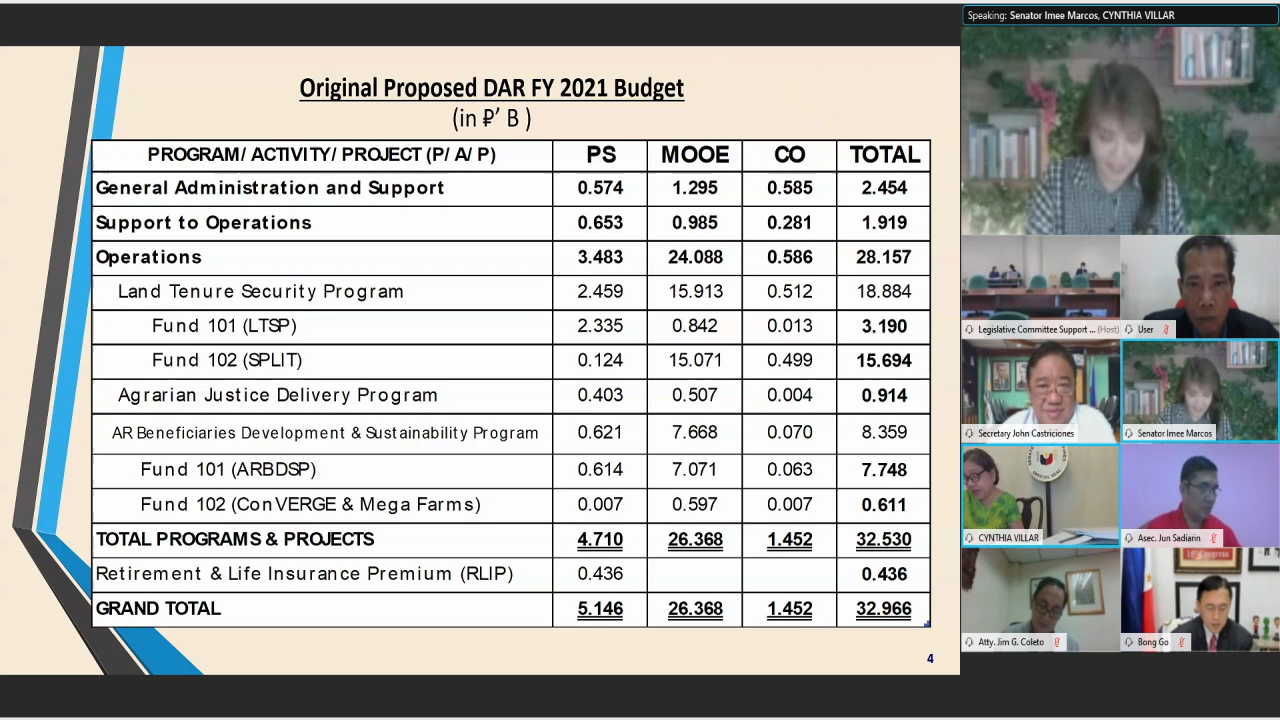 Speaking: Senator Imee Marcos, CYNTHIA VILLAR
Original Proposed DAR FY 2021 Budget
(in ₽' B )
PROGRAM/ ACTIVITY/ PROJECT (P/ A/ P) PS MOOE CO TOTAL
General Administration and Support 0.574 1.295 0.585 2.454
Support to Operations 0.653 0.985 0.281 1.919
Operations 3.483 24.088 0.586 28.157
Land Tenure Security Program 2.459 15.913 0.512 18.884
Fund 101 (LTSP) 2.335 0.842 0.013 3.190
Fund 102 (SPLIT) 0.124 15.071 0.499 15.694
Agrarian Justice Delivery Program 0.403 0.507 0.004 0.914
AR Beneficiaries Development & Sustainability Program 0.621 7.668 0.070 8.359
Fund 101 (ARBDSP) 0.614 7.071 0.063 7.748
Fund 102 (ConVERGE & Mega Farms) 0.007 0.597 0.007 0.611
TOTAL PROGRAMS & PROJECTS 4.710 26.368 1.452 32.530
Retirement & Life Insurance Premium (RLIP) 0.436 0.436
GRAND TOTAL 5.146 26.368 1.452 32.966
4
Legislative Committee Support ... (Host)
User
Secretary John Castriciones
Senator Imee Marcos
CYNTHIA VILLAR
Asec. Jun Sadiarin
Atty. Jim G. Coleto
18th Congress
Bong Go